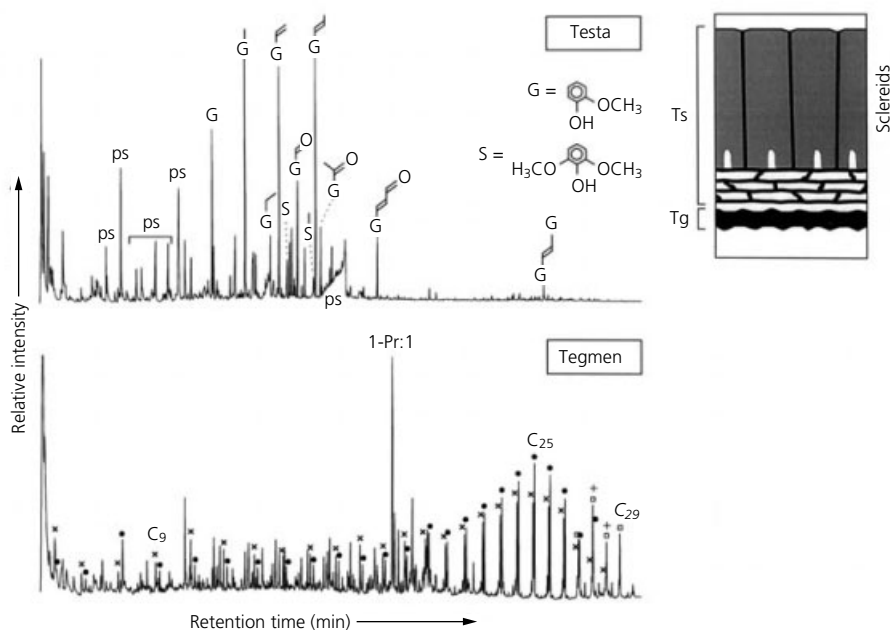 Testa
G =
OCH₃
OH
S =
H₃CO
OCH₃
OH
Ts
Tg
Sclereids
G
G
G
G
G
O
O
O
S
S
G
G
G
G
G
ps
ps
ps
ps
ps
Relative intensity
Tegmen
1-Pr:1
C₉
C₂₅
C₂₉
Retention time (min)